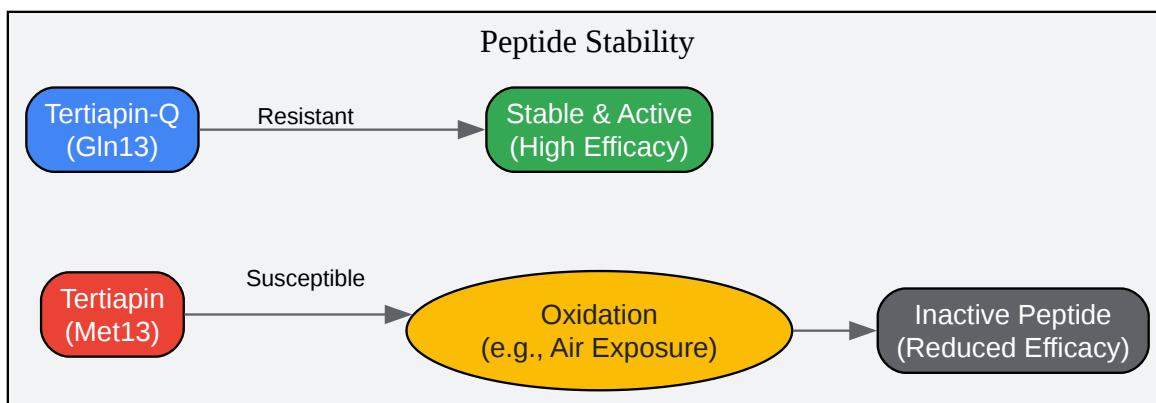 Peptide Stability
Tertiapin-Q
(Gln13)
Resistant
Stable & Active
(High Efficacy)
Tertiapin
(Met13)
Susceptible
Oxidation
(e.g., Air Exposure)
Inactive Peptide
(Reduced Efficacy)